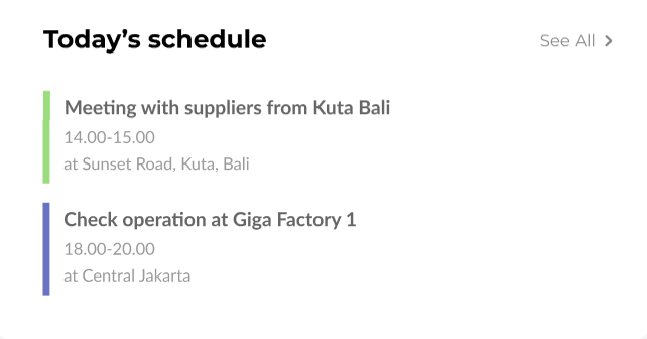 Today’s schedule
See All
Meeting with suppliers from Kuta Bali
14.00-15.00
at Sunset Road, Kuta, Bali
Check operation at Giga Factory 1
18.00-20.00
at Central Jakarta